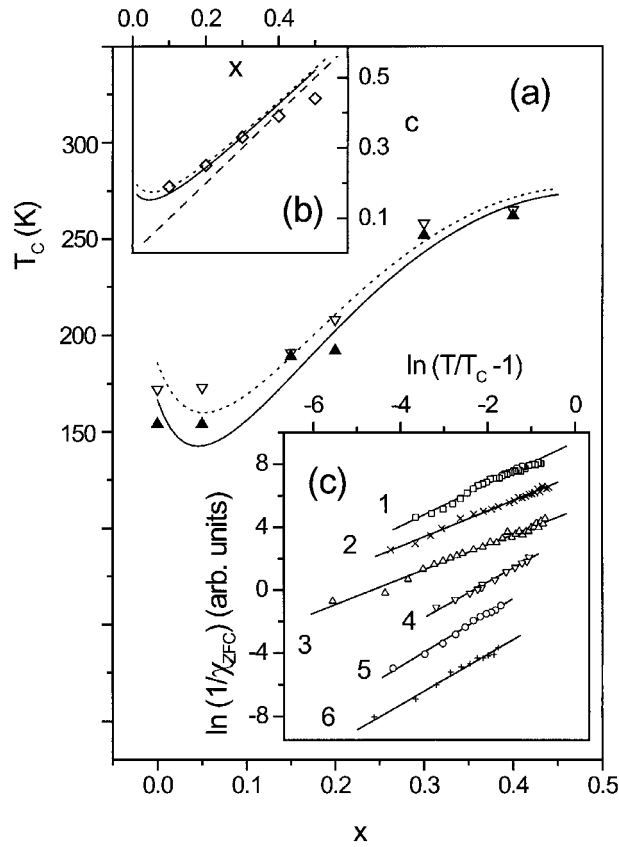 0.0 0.2 0.4
x
(a)
0.5
0.3
0.1
c
(b)
300
250
200
150
T_C (K)
ln (T/T_C -1)
-6 -4 -2 0
(c)
8
4
0
-4
-8
ln (1/χ_ZFC) (arb. units)
1
2
3
4
5
6
0.0 0.1 0.2 0.3 0.4 0.5
x